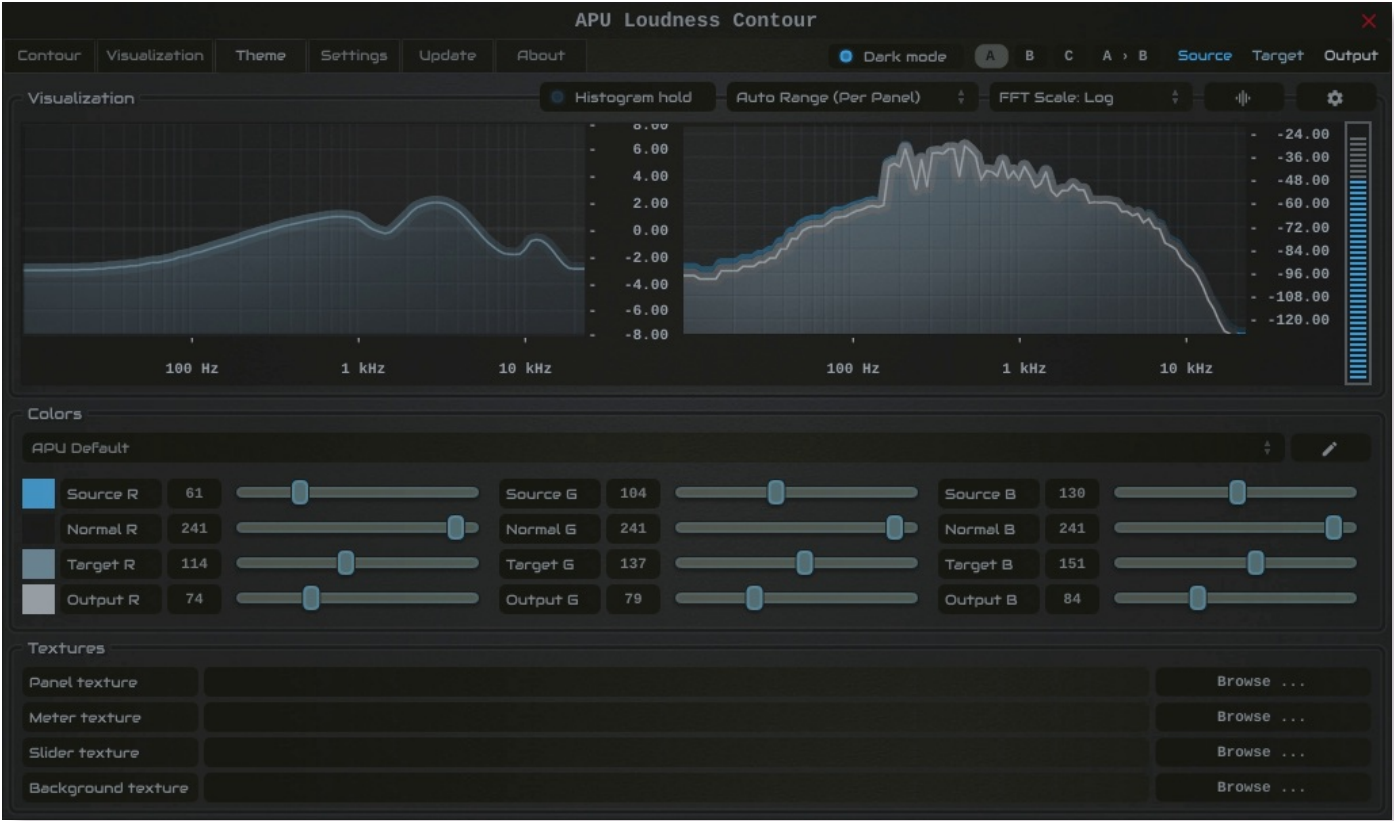 APU Loudness Contour
Contour Visualization Theme Settings Update About Dark mode A B C A › B Source Target Output
Visualization Histogram hold Auto Range (Per Panel) FFT Scale: Log
8.00 -24.00
6.00 -36.00
4.00 -48.00
2.00 -60.00
0.00 -72.00
-2.00 -84.00
-4.00 -96.00
-6.00 -108.00
-8.00 -120.00
100 Hz 1 kHz 10 kHz 100 Hz 1 kHz 10 kHz
Colors
APU Default
Source R 61 Source G 104 Source B 130
Normal R 241 Normal G 241 Normal B 241
Target R 114 Target G 137 Target B 151
Output R 74 Output G 79 Output B 84
Textures
Panel texture Browse ...
Meter texture Browse ...
Slider texture Browse ...
Background texture Browse ...